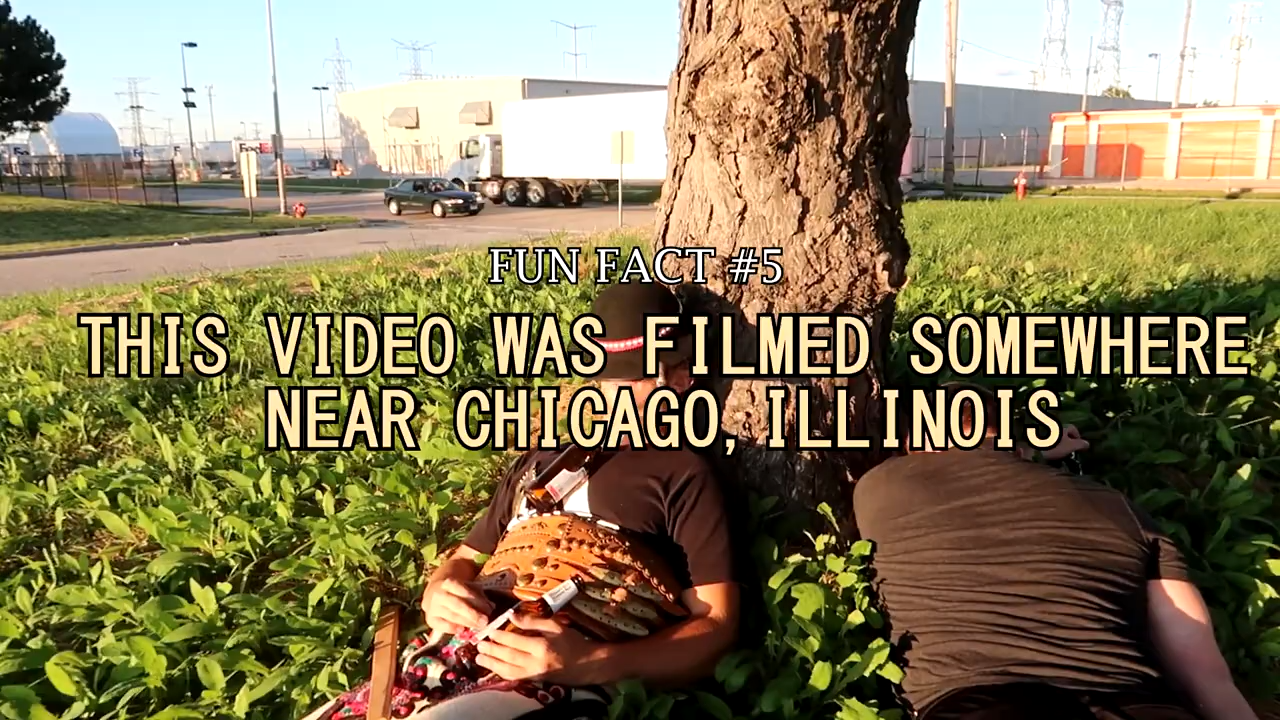 FUN FACT #5
THIS VIDEO WAS FILMED SOMEWHERE
NEAR CHICAGO, ILLINOIS